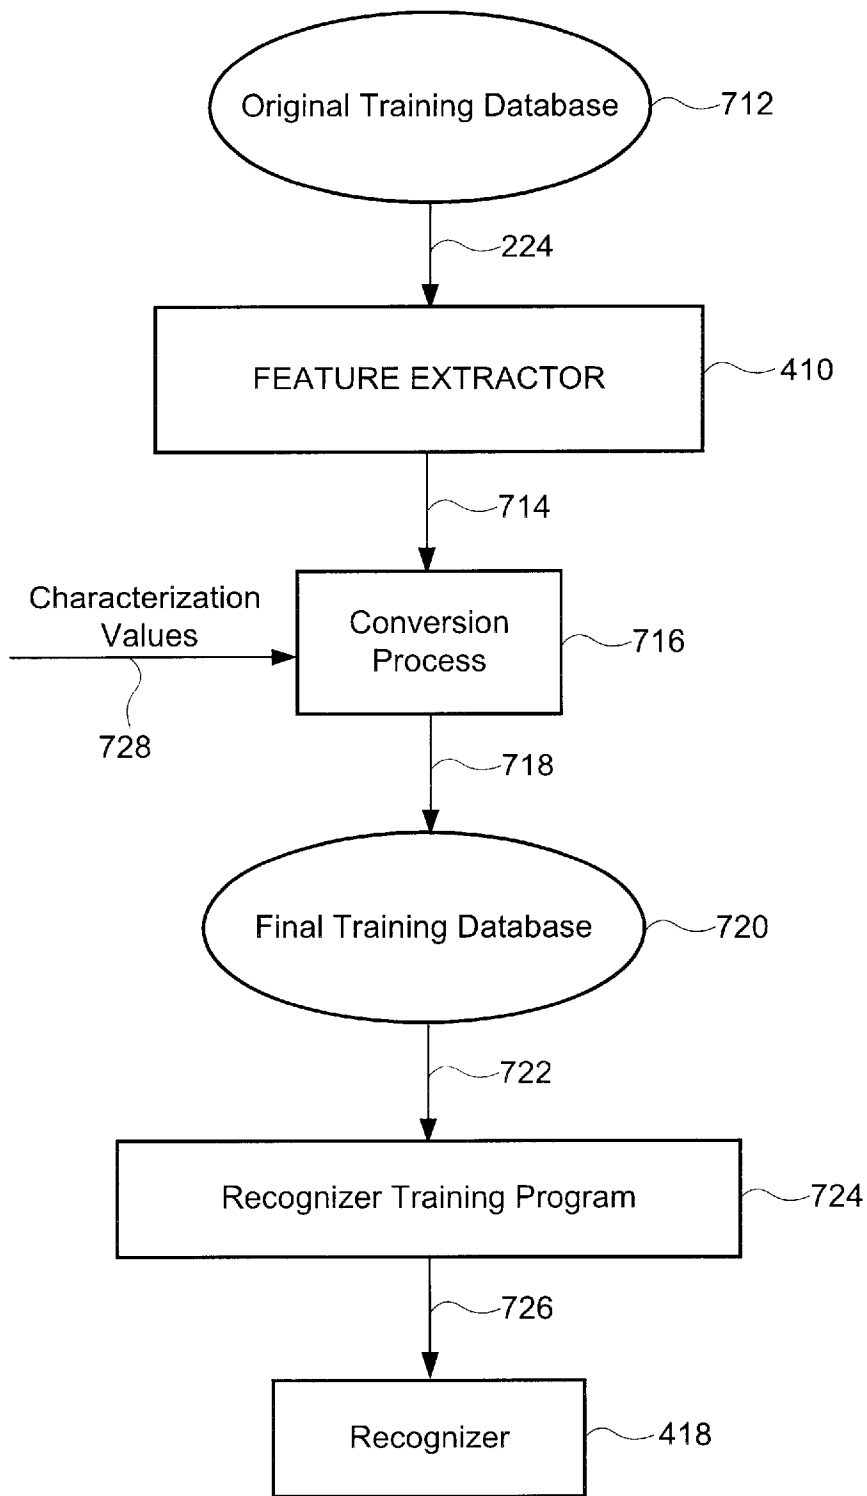 Original Training Database
712
224
FEATURE EXTRACTOR
410
714
Characterization
Values
Conversion
Process
716
728
718
Final Training Database
720
722
Recognizer Training Program
724
726
Recognizer
418